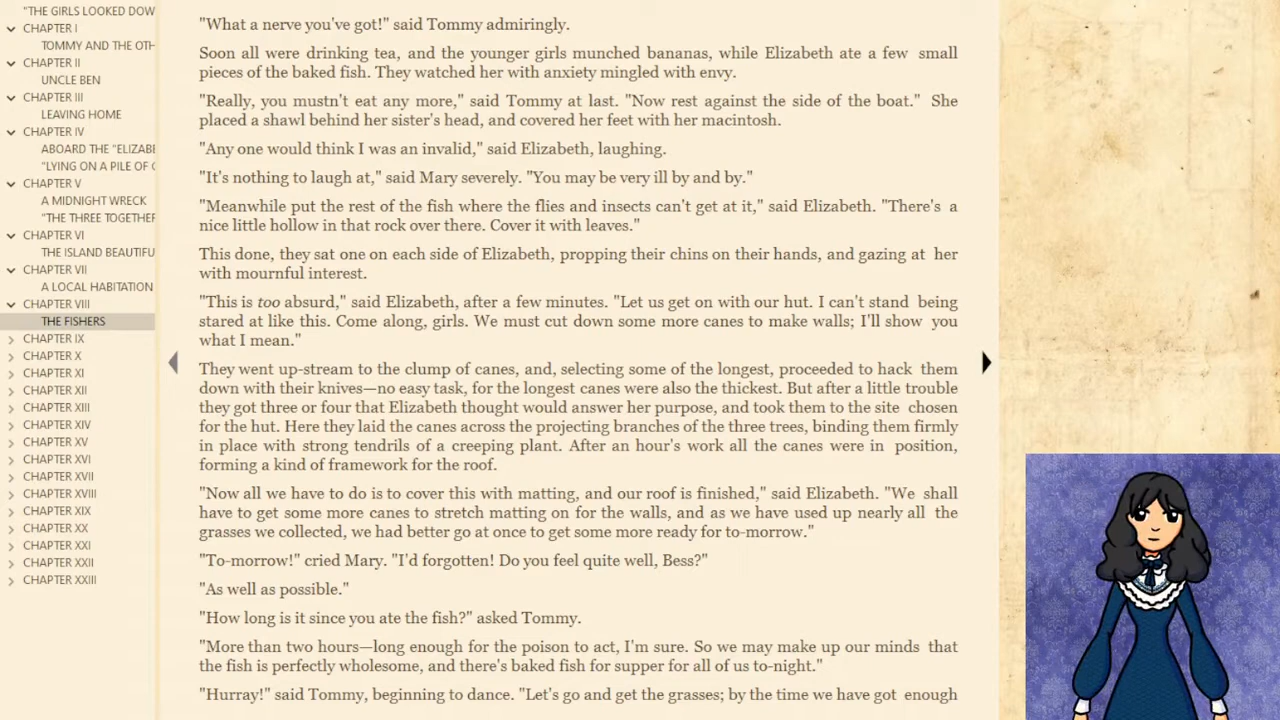 "THE GIRLS LOOKED DOW
CHAPTER I
TOMMY AND THE OTH
CHAPTER II
UNCLE BEN
CHAPTER III
LEAVING HOME
CHAPTER IV
ABOARD THE "ELIZABE
"LYING ON A PILE OF C
CHAPTER V
A MIDNIGHT WRECK
"THE THREE TOGETHER
CHAPTER VI
THE ISLAND BEAUTIFU
CHAPTER VII
A LOCAL HABITATION
CHAPTER VIII
THE FISHERS
CHAPTER IX
CHAPTER X
CHAPTER XI
CHAPTER XII
CHAPTER XIII
CHAPTER XIV
CHAPTER XV
CHAPTER XVI
CHAPTER XVII
CHAPTER XVIII
CHAPTER XIX
CHAPTER XX
CHAPTER XXI
CHAPTER XXII
CHAPTER XXIII
"What a nerve you've got!" said Tommy admiringly.
Soon all were drinking tea, and the younger girls munched bananas, while Elizabeth ate a few small
pieces of the baked fish. They watched her with anxiety mingled with envy.
"Really, you mustn't eat any more," said Tommy at last. "Now rest against the side of the boat." She
placed a shawl behind her sister's head, and covered her feet with her macintosh.
"Any one would think I was an invalid," said Elizabeth, laughing.
"It's nothing to laugh at," said Mary severely. "You may be very ill by and by."
"Meanwhile put the rest of the fish where the flies and insects can't get at it," said Elizabeth. "There's a
nice little hollow in that rock over there. Cover it with leaves."
This done, they sat one on each side of Elizabeth, propping their chins on their hands, and gazing at her
with mournful interest.
"This is too absurd," said Elizabeth, after a few minutes. "Let us get on with our hut. I can't stand being
stared at like this. Come along, girls. We must cut down some more canes to make walls; I'll show you
what I mean."
They went up-stream to the clump of canes, and, selecting some of the longest, proceeded to hack them
down with their knives—no easy task, for the longest canes were also the thickest. But after a little trouble
they got three or four that Elizabeth thought would answer her purpose, and took them to the site chosen
for the hut. Here they laid the canes across the projecting branches of the three trees, binding them firmly
in place with strong tendrils of a creeping plant. After an hour's work all the canes were in position,
forming a kind of framework for the roof.
"Now all we have to do is to cover this with matting, and our roof is finished," said Elizabeth. "We shall
have to get some more canes to stretch matting on for the walls, and as we have used up nearly all the
grasses we collected, we had better go at once to get some more ready for to-morrow."
"To-morrow!" cried Mary. "I'd forgotten! Do you feel quite well, Bess?"
"As well as possible."
"How long is it since you ate the fish?" asked Tommy.
"More than two hours—long enough for the poison to act, I'm sure. So we may make up our minds that
the fish is perfectly wholesome, and there's baked fish for supper for all of us to-night."
"Hurray!" said Tommy, beginning to dance. "Let's go and get the grasses; by the time we have got enough